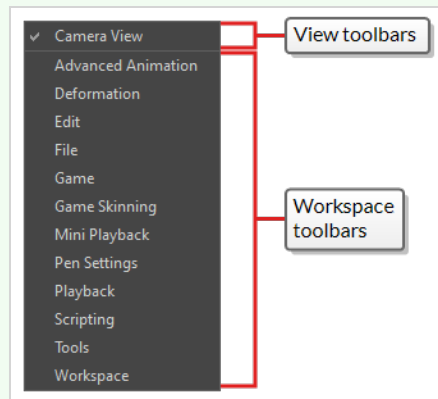 Camera View
View toolbars
Advanced Animation
Deformation
Edit
File
Game
Game Skinning
Mini Playback
Pen Settings
Playback
Scripting
Tools
Workspace
Workspace
toolbars